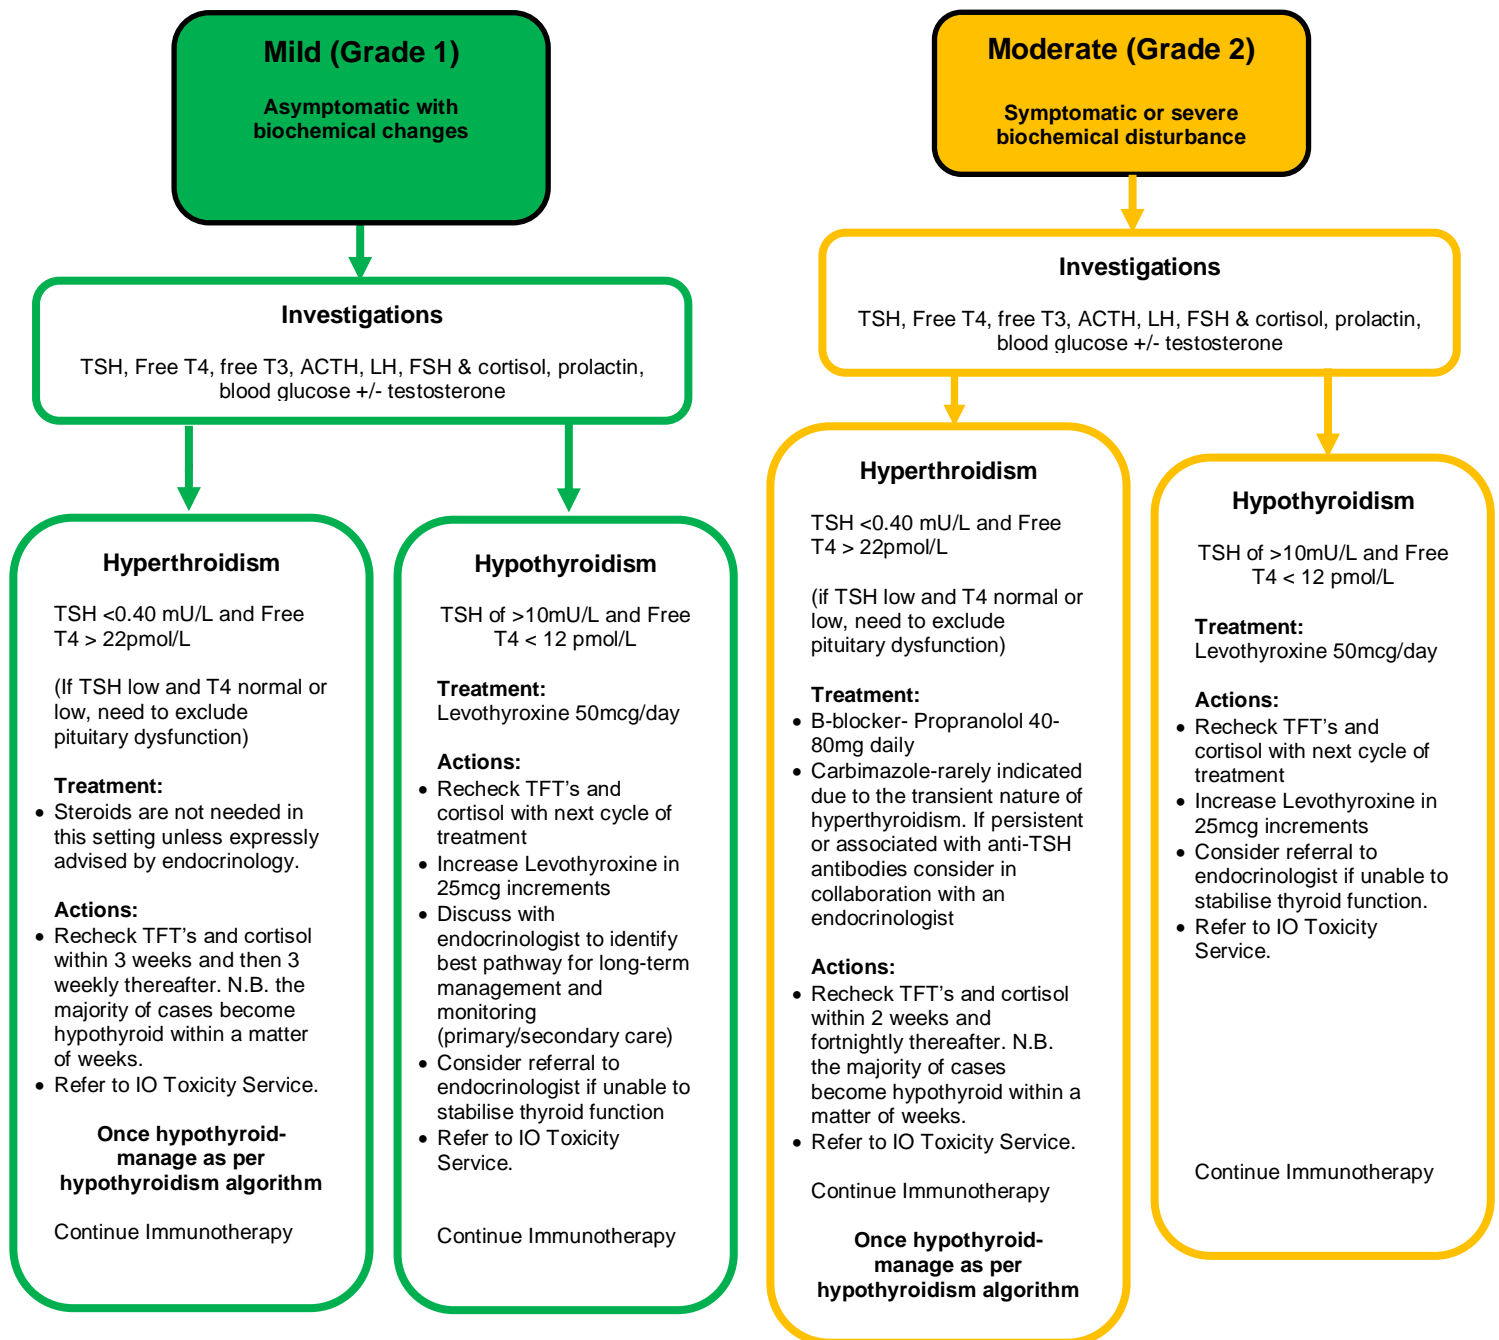 Mild (Grade 1)
Asymptomatic with
biochemical changes
Investigations
TSH, Free T4, free T3, ACTH, LH, FSH & cortisol, prolactin,
blood glucose +/- testosterone
Hyperthroidism
TSH <0.40 mU/L and Free
T4 > 22pmol/L
(If TSH low and T4 normal or
low, need to exclude
pituitary dysfunction)
Treatment:
• Steroids are not needed in
this setting unless expressly
advised by endocrinology.
Actions:
• Recheck TFT's and cortisol
within 3 weeks and then 3
weekly thereafter. N.B. the
majority of cases become
hypothyroid within a matter
of weeks.
• Refer to IO Toxicity Service.
Once hypothyroid-
manage as per
hypothyroidism algorithm
Continue Immunotherapy
Hypothyroidism
TSH of >10mU/L and Free
T4 < 12 pmol/L
Treatment:
Levothyroxine 50mcg/day
Actions:
• Recheck TFT's and
cortisol with next cycle of
treatment
• Increase Levothyroxine in
25mcg increments
• Discuss with
endocrinologist to identify
best pathway for long-term
management and
monitoring
(primary/secondary care)
• Consider referral to
endocrinologist if unable to
stabilise thyroid function
• Refer to IO Toxicity
Service.
Continue Immunotherapy
Moderate (Grade 2)
Symptomatic or severe
biochemical disturbance
Investigations
TSH, Free T4, free T3, ACTH, LH, FSH & cortisol, prolactin,
blood glucose +/- testosterone
Hyperthroidism
TSH <0.40 mU/L and Free
T4 > 22pmol/L
(if TSH low and T4 normal or
low, need to exclude
pituitary dysfunction)
Treatment:
• B-blocker- Propranolol 40-
80mg daily
• Carbimazole-rarely indicated
due to the transient nature of
hyperthyroidism. If persistent
or associated with anti-TSH
antibodies consider in
collaboration with an
endocrinologist
Actions:
• Recheck TFT's and cortisol
within 2 weeks and
fortnightly thereafter. N.B.
the majority of cases
become hypothyroid within a
matter of weeks.
• Refer to IO Toxicity Service.
Continue Immunotherapy
Once hypothyroid-
manage as per
hypothyroidism algorithm
Hypothyroidism
TSH of >10mU/L and Free
T4 < 12 pmol/L
Treatment:
Levothyroxine 50mcg/day
Actions:
• Recheck TFT's and
cortisol with next cycle of
treatment
• Increase Levothyroxine in
25mcg increments
• Consider referral to
endocrinologist if unable to
stabilise thyroid function.
• Refer to IO Toxicity
Service.
Continue Immunotherapy